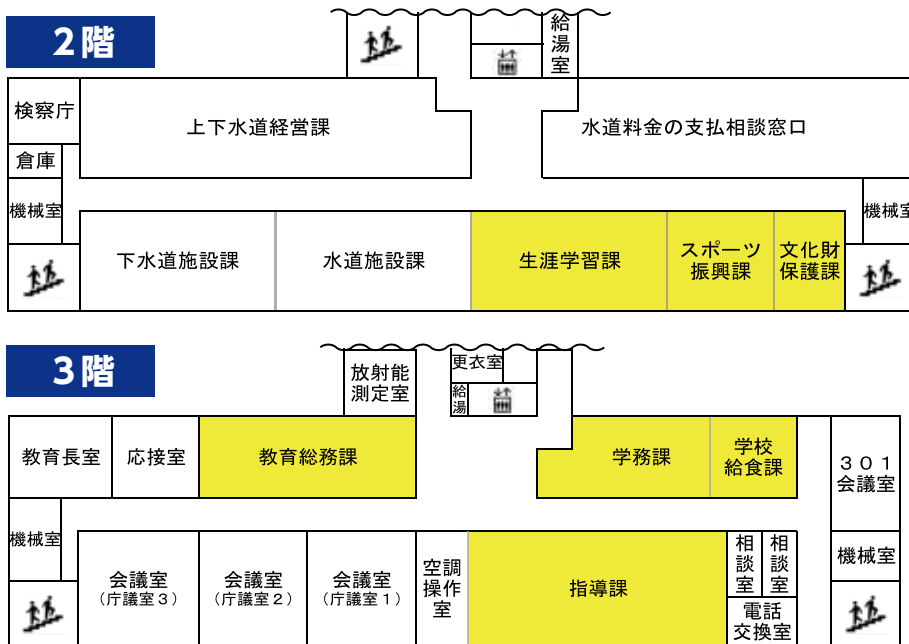 ２階
給
湯
室
検察庁
上下水道経営課
水道料金の支払相談窓口
倉庫
機械室
機械室
下水道施設課
水道施設課
生涯学習課
スポーツ
振興課
文化財
保護課
３階
放射能
測定室
更衣室
給
湯
教育長室
応接室
教育総務課
学務課
学校
給食課
３０１
会議室
機械室
会議室
（庁議室３）
会議室
（庁議室２）
会議室
（庁議室１）
空調
操作
室
指導課
相
談
室
相
談
室
電話
交換室
機械室